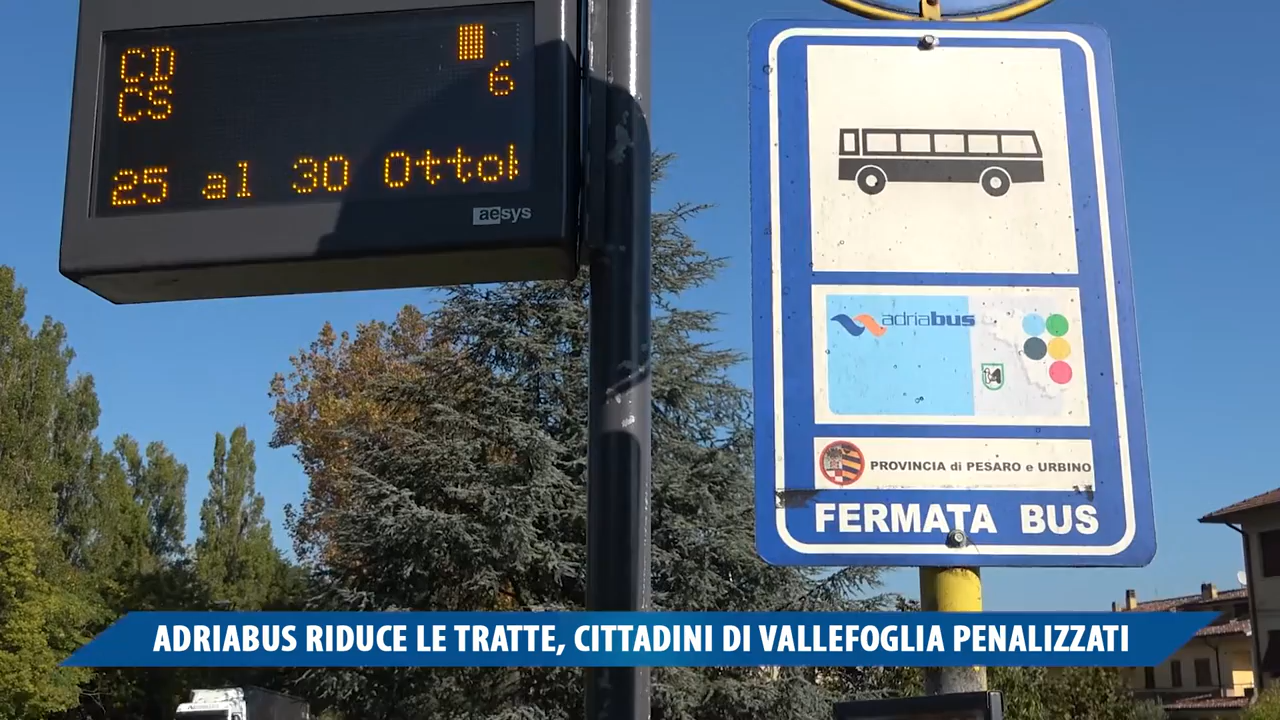 CD
CS
6
25 al 30 Otto
aesys
adriabus
PROVINCIA di PESARO e URBINO
FERMATA BUS
ADRIABUS RIDUCE LE TRATTE, CITTADINI DI VALLEFOGLIA PENALIZZATI